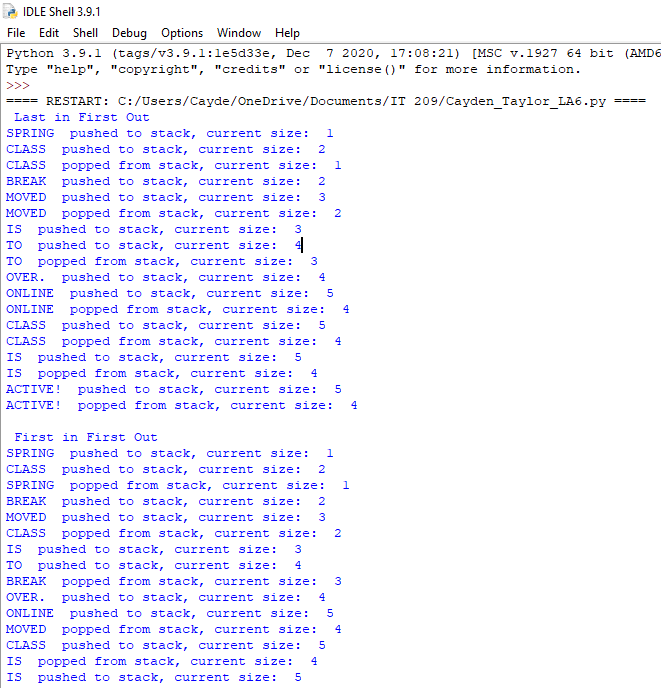 IDLE Shell 3.9.1
File Edit Shell Debug Options Window Help
Python 3.9.1 (tags/v3.9.1:1e5d33e, Dec  7 2020, 17:08:21) [MSC v.1927 64 bit (AMD6
Type "help", "copyright", "credits" or "license()" for more information.
>>>
==== RESTART: C:/Users/Cayde/OneDrive/Documents/IT 209/Cayden_Taylor_LA6.py ====
 Last in First Out
SPRING  pushed to stack, current size:  1
CLASS  pushed to stack, current size:  2
CLASS  popped from stack, current size:  1
BREAK  pushed to stack, current size:  2
MOVED  pushed to stack, current size:  3
MOVED  popped from stack, current size:  2
IS  pushed to stack, current size:  3
TO  pushed to stack, current size:  4
TO  popped from stack, current size:  3
OVER.  pushed to stack, current size:  4
ONLINE  pushed to stack, current size:  5
ONLINE  popped from stack, current size:  4
CLASS  pushed to stack, current size:  5
CLASS  popped from stack, current size:  4
IS  pushed to stack, current size:  5
IS  popped from stack, current size:  4
ACTIVE!  pushed to stack, current size:  5
ACTIVE!  popped from stack, current size:  4

 First in First Out
SPRING  pushed to stack, current size:  1
CLASS  pushed to stack, current size:  2
SPRING  popped from stack, current size:  1
BREAK  pushed to stack, current size:  2
MOVED  pushed to stack, current size:  3
CLASS  popped from stack, current size:  2
IS  pushed to stack, current size:  3
TO  pushed to stack, current size:  4
BREAK  popped from stack, current size:  3
OVER.  pushed to stack, current size:  4
ONLINE  pushed to stack, current size:  5
MOVED  popped from stack, current size:  4
CLASS  pushed to stack, current size:  5
IS  popped from stack, current size:  4
IS  pushed to stack, current size:  5